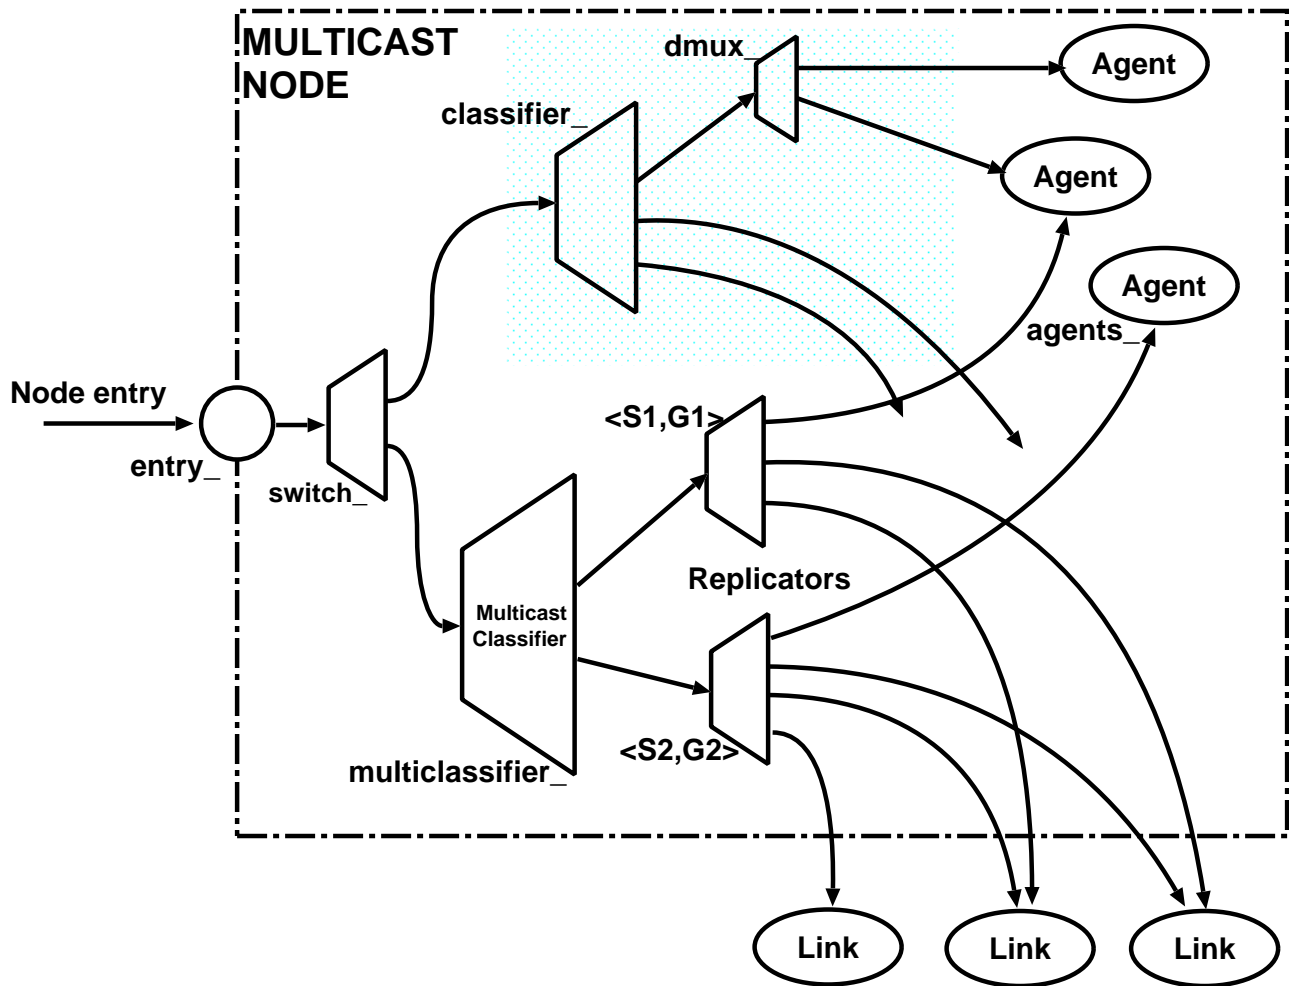 MULTICAST
NODE
dmux_
Agent
classifier_
Agent
Agent
agents_
Node entry
<S1,G1>
entry_
switch_
Replicators
Multicast
Classifier
<S2,G2>
multiclassifier_
Link
Link
Link